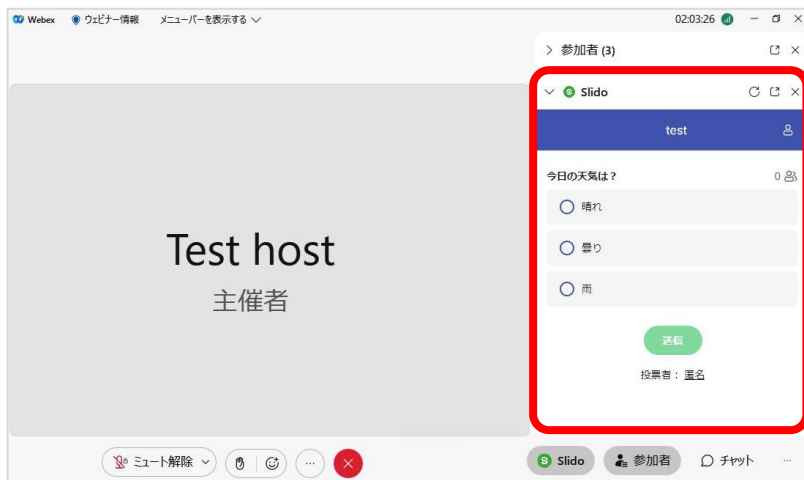 Webex ウェビナー情報 メニューバーを表示する 02:03:26
参加者 (3)
S Slido
test
今日の天気は？ 0
晴れ
曇り
雨
送信
投票者： 匿名
Test host
主催者
ミュート解除
S Slido 参加者 チャット